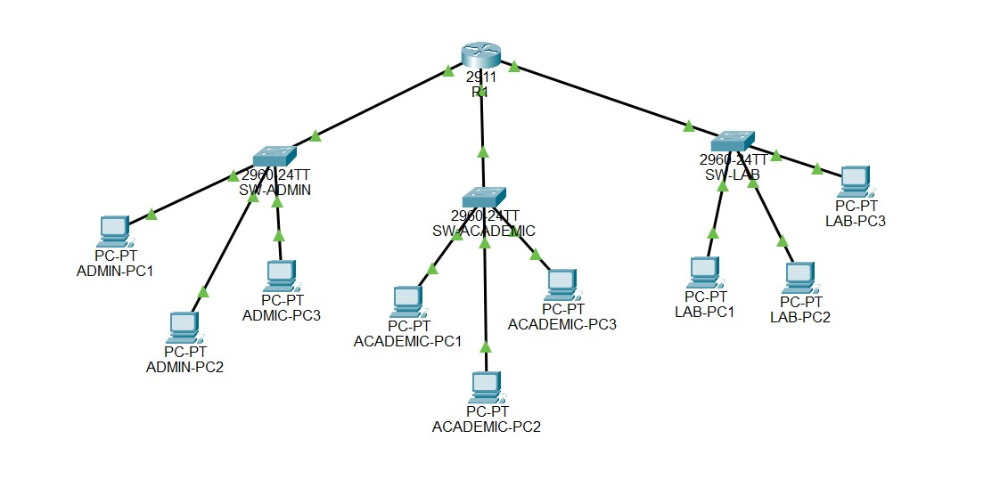 2911
R1
2960-24TT
SW-ADMIN
2960-24TT
SW-LAB
2960-24TT
SW-ACADEMIC
PC-PT
ADMIN-PC1
PC-PT
ADMIN-PC2
PC-PT
ADMIC-PC3
PC-PT
ACADEMIC-PC1
PC-PT
ACADEMIC-PC2
PC-PT
ACADEMIC-PC3
PC-PT
LAB-PC1
PC-PT
LAB-PC2
PC-PT
LAB-PC3